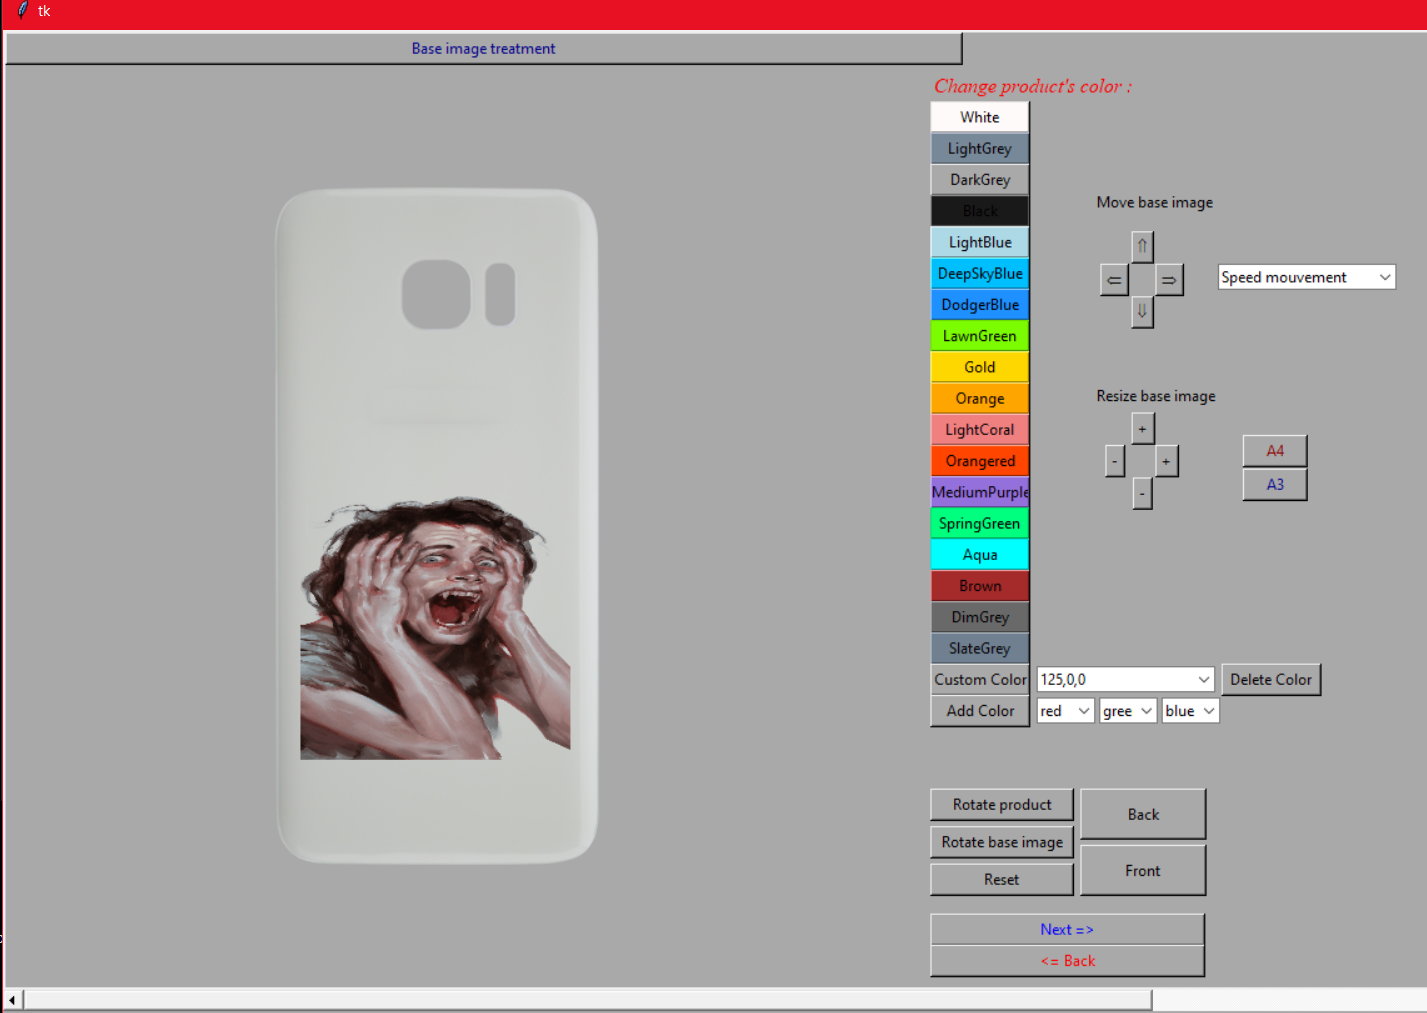 tk
Base image treatment
Change product's color :
White
LightGrey
DarkGrey
Black
LightBlue
DeepSkyBlue
DodgerBlue
LawnGreen
Gold
Orange
LightCoral
Orangered
MediumPurple
SpringGreen
Aqua
Brown
DimGrey
SlateGrey
Custom Color 125,0,0 Delete Color
Add Color red gree blue
Move base image
⇑
⇐ ⇒ Speed mouvement
⇓
Resize base image
+
- +
-
A4
A3
Rotate product
Rotate base image
Reset
Back
Front
Next =>
<= Back